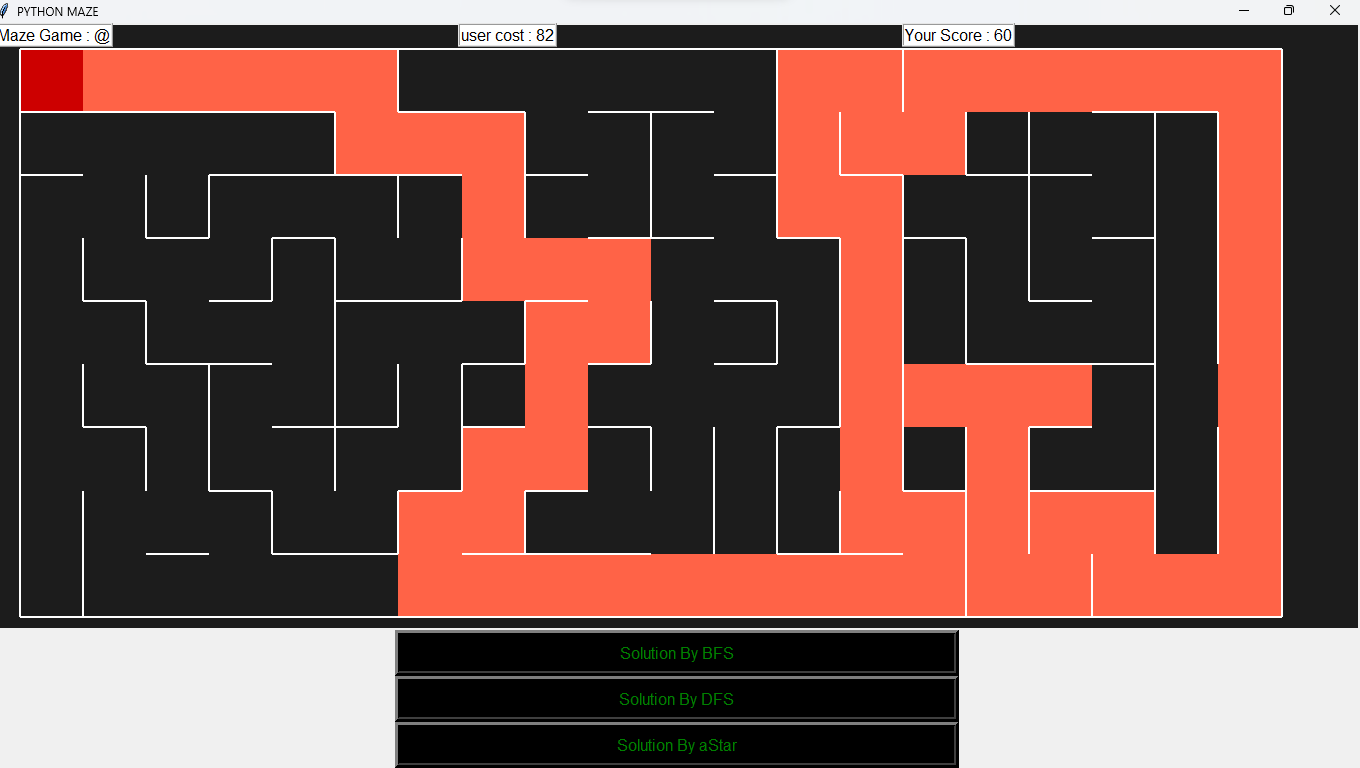 PYTHON MAZE
Maze Game : @
user cost : 82
Your Score : 60
Solution By BFS
Solution By DFS
Solution By aStar